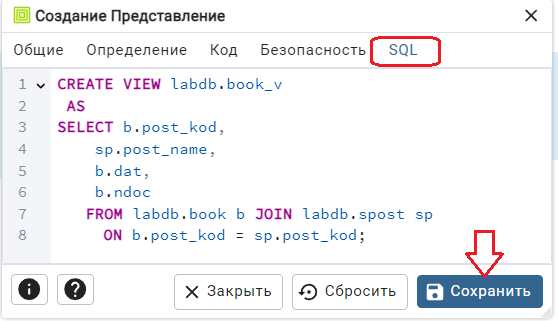 Создание Представление
Общие Определение Код Безопасность SQL
1 CREATE VIEW labdb.book_v
2 AS
3 SELECT b.post_kod,
4 sp.post_name,
5 b.dat,
6 b.ndoc
7 FROM labdb.book b JOIN labdb.spost sp
8 ON b.post_kod = sp.post_kod;
Закрыть Сбросить Сохранить